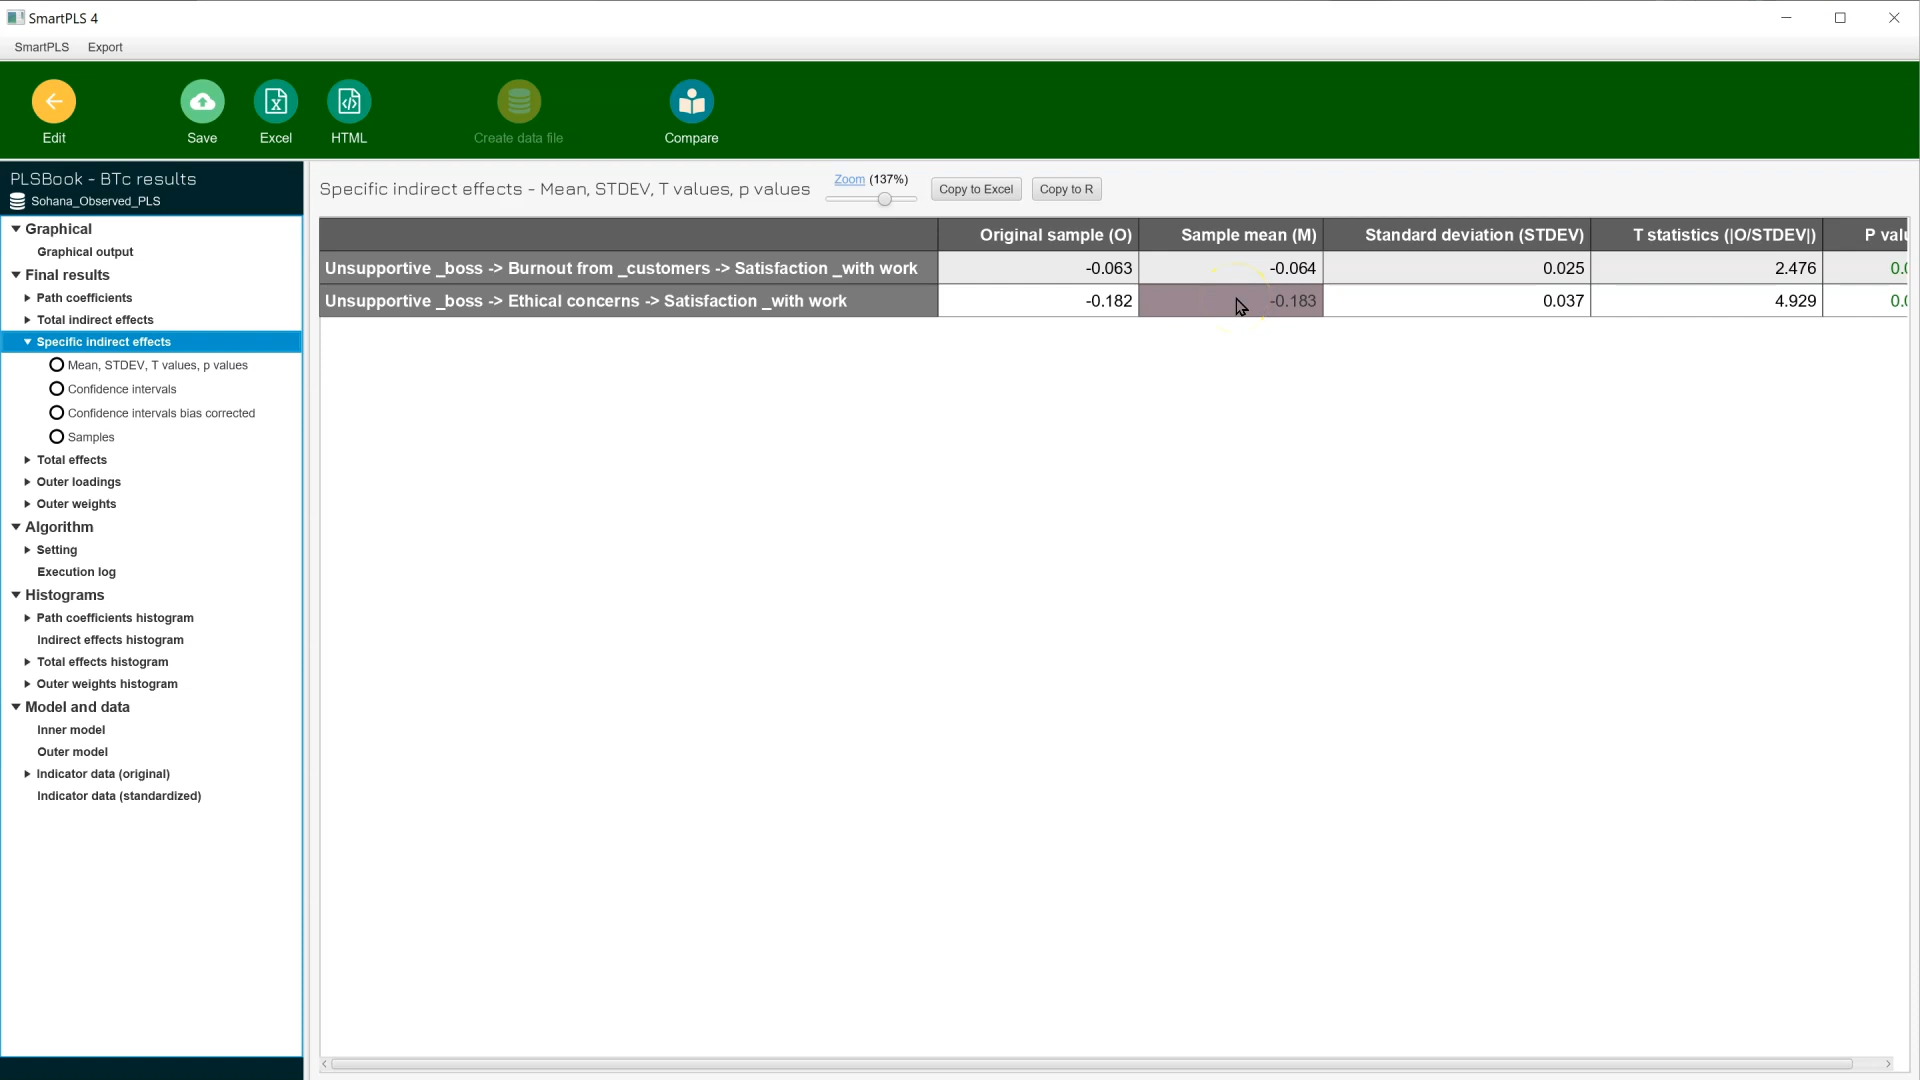 SmartPLS 4
SmartPLS Export
Edit Save Excel HTML Create data file Compare
PLSBook - BTc results
Sohana_Observed_PLS
Specific indirect effects - Mean, STDEV, T values, p values Zoom (137%) Copy to Excel Copy to R
Graphical
Graphical output
Final results
Path coefficients
Total indirect effects
Specific indirect effects
Mean, STDEV, T values, p values
Confidence intervals
Confidence intervals bias corrected
Samples
Total effects
Outer loadings
Outer weights
Algorithm
Setting
Execution log
Histograms
Path coefficients histogram
Indirect effects histogram
Total effects histogram
Outer weights histogram
Model and data
Inner model
Outer model
Indicator data (original)
Indicator data (standardized)
Original sample (O) Sample mean (M) Standard deviation (STDEV) T statistics (|O/STDEV|) P
Unsupportive _boss -> Burnout from _customers -> Satisfaction _with work -0.063 -0.064 0.025 2.476
Unsupportive _boss -> Ethical concerns -> Satisfaction _with work -0.182 -0.183 0.037 4.929